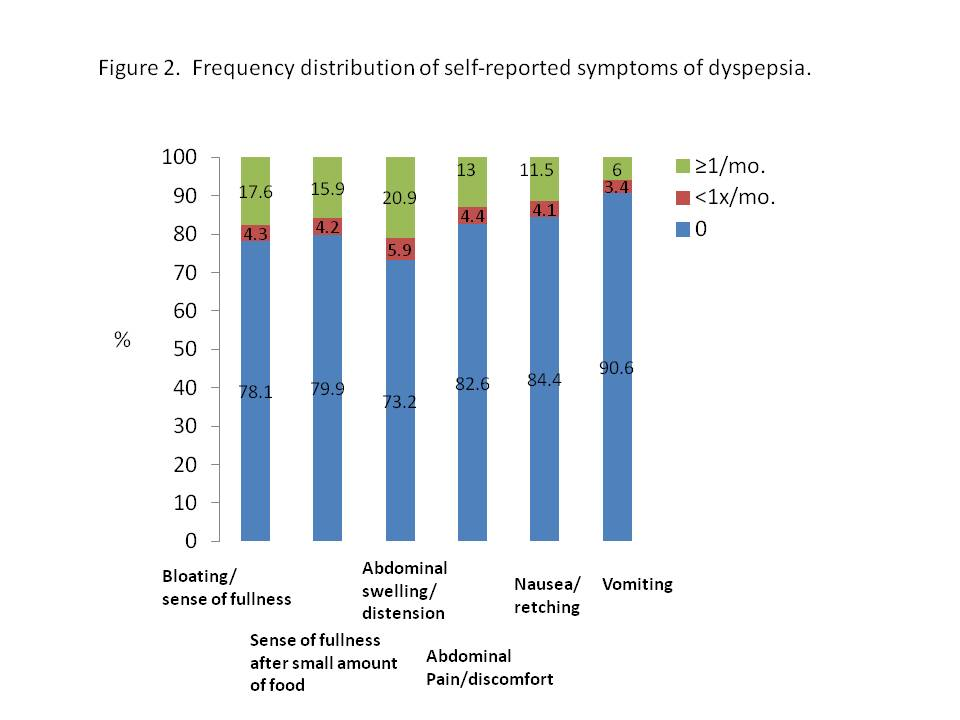 Figure 2.  Frequency distribution of self-reported symptoms of dyspepsia.
100
90
80
70
60
50
40
30
20
10
0
%
17.6
4.3
78.1
15.9
4.2
79.9
20.9
5.9
73.2
13
4.4
82.6
11.5
4.1
84.4
6
3.4
90.6
≥1/mo.
<1x/mo.
0
Bloating/
sense of fullness
Sense of fullness
after small amount
of food
Abdominal
swelling/
distension
Abdominal
Pain/discomfort
Nausea/
retching
Vomiting